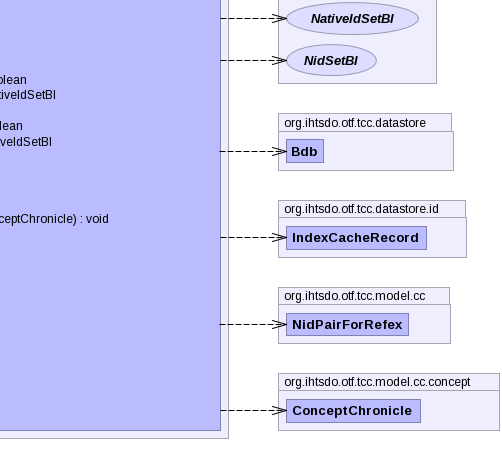 NativeIdSetBI
NidSetBI
olean
tiveIdSetBI
lean
veIdSetBI
org.ihtsdo.otf.tcc.datastore
Bdb
org.ihtsdo.otf.tcc.datastore.id
IndexCacheRecord
ceptChronicle) : void
org.ihtsdo.otf.tcc.model.cc
NidPairForRefex
org.ihtsdo.otf.tcc.model.cc.concept
ConceptChronicle